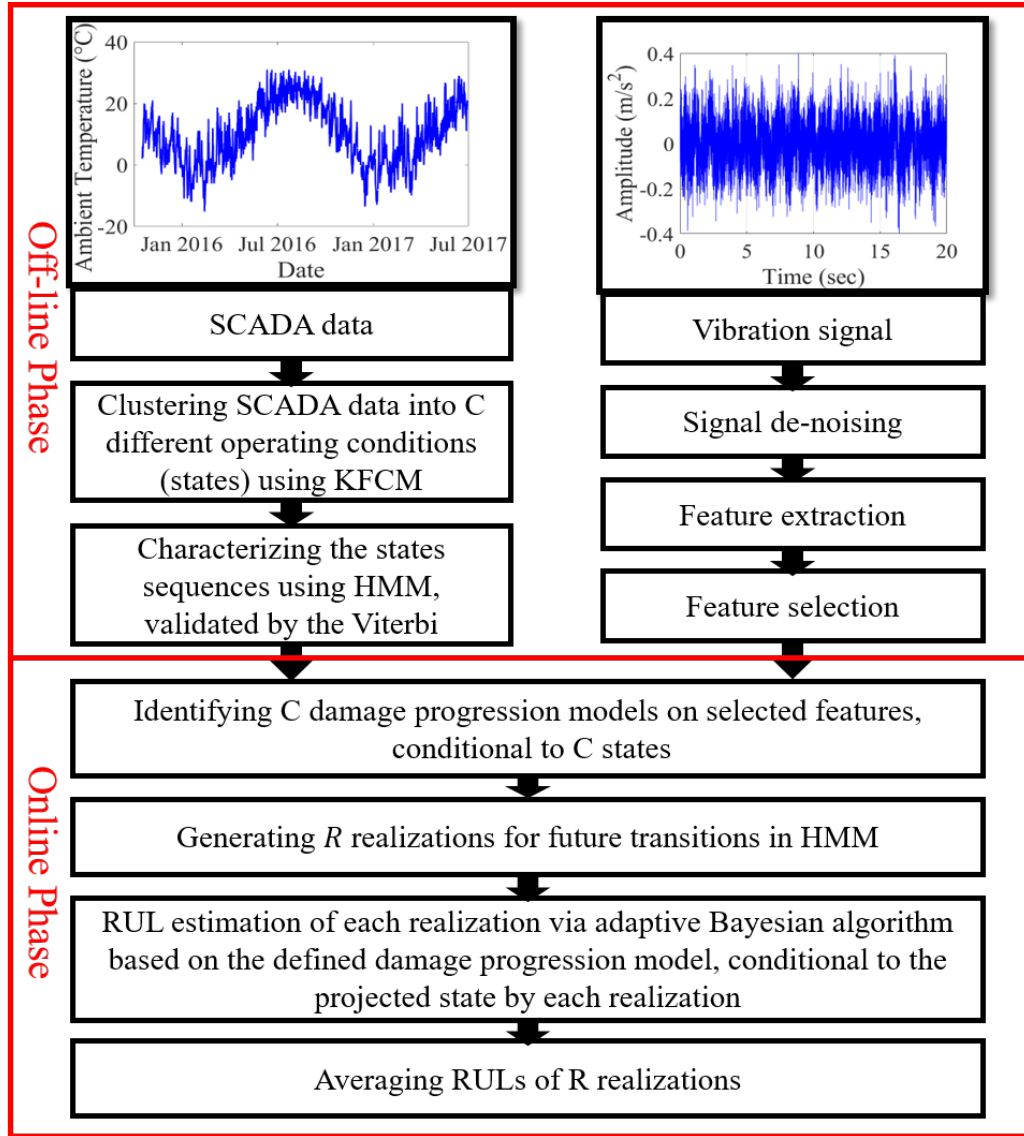 Off-line Phase
Ambient Temperature (°C)
40
20
0
-20
Jan 2016
Jul 2016
Jan 2017
Jul 2017
Date
Amplitude (m/s²)
0.4
0.2
0
-0.2
-0.4
0
5
10
15
20
Time (sec)
SCADA data
Clustering SCADA data into C
different operating conditions
(states) using KFCM
Characterizing the states
sequences using HMM,
validated by the Viterbi
Vibration signal
Signal de-noising
Feature extraction
Feature selection
Online Phase
Identifying C damage progression models on selected features,
conditional to C states
Generating R realizations for future transitions in HMM
RUL estimation of each realization via adaptive Bayesian algorithm
based on the defined damage progression model, conditional to the
projected state by each realization
Averaging RULs of R realizations